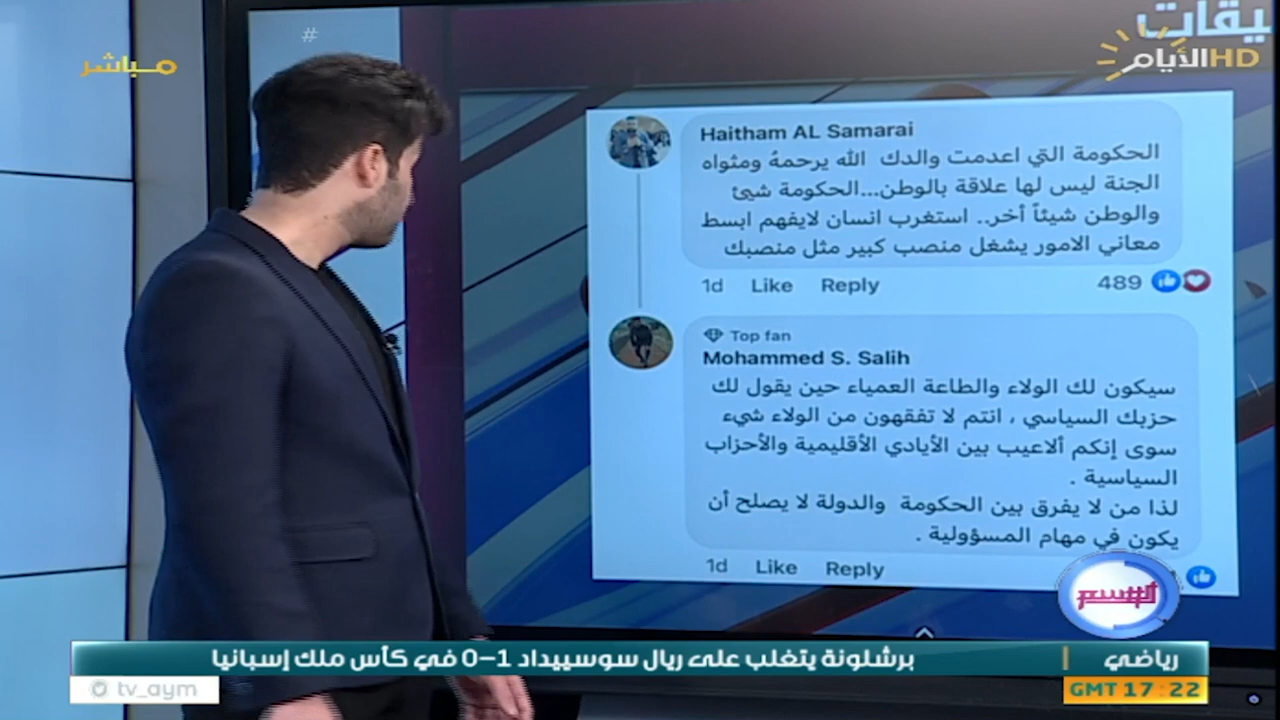 #
مباشر
يقات
الأيام HD
Haitham AL Samarai
الحكومة التي اعدمت والدك الله يرحمهُ ومثواه
الجنة ليس لها علاقة بالوطن...الحكومة شيئ
والوطن شيئاً أخر.. استغرب انسان لايفهم ابسط
معاني الامور يشغل منصب كبير مثل منصبك
1d Like Reply 489
Top fan
Mohammed S. Salih
سيكون لك الولاء والطاعة العمياء حين يقول لك
حزبك السياسي ، انتم لا تفقهون من الولاء شيء
سوى إنكم ألاعيب بين الأيادي الأقليمية والأحزاب
السياسية .
لذا من لا يفرق بين الحكومة والدولة لا يصلح أن
يكون في مهام المسؤولية .
1d Like Reply
رياضي
برشلونة يتغلب على ريال سوسييداد 1-0 في كأس ملك إسبانيا
tv_aym
GMT 17:22